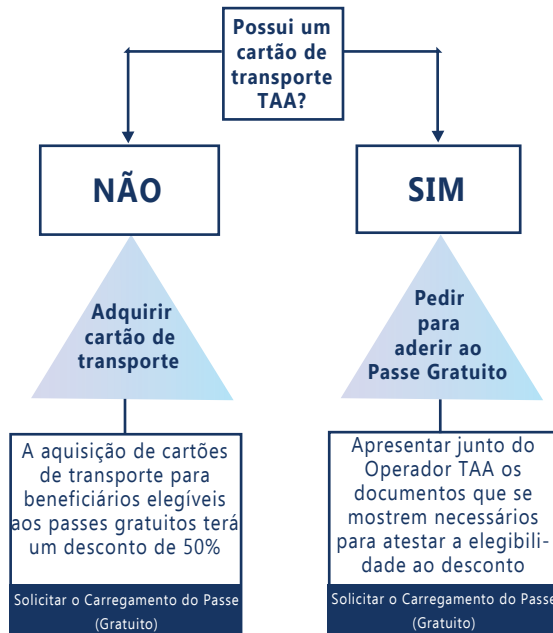 Possui um
cartão de
transporte
TAA?
NÃO
SIM
Adquirir
cartão de
transporte
Pedir
para
aderir ao
Passe Gratuito
A aquisição de cartões
de transporte para
beneficiários elegíveis
aos passes gratuitos terá
um desconto de 50%
Solicitar o Carregamento do Passe
(Gratuito)
Apresentar junto do
Operador TAA os
documentos que se
mostrem necessários
para atestar a elegibili-
dade ao desconto
Solicitar o Carregamento do Passe
(Gratuito)